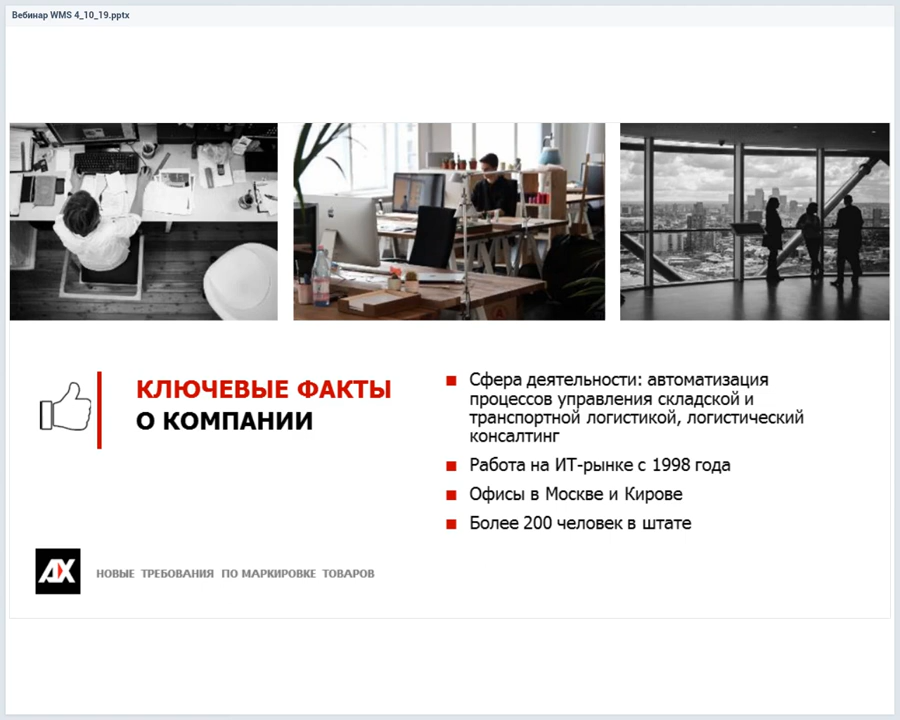 Вебинар WMS 4_10_19.pptx
КЛЮЧЕВЫЕ ФАКТЫ
О КОМПАНИИ
Сфера деятельности: автоматизация
процессов управления складской и
транспортной логистикой, логистический
консалтинг
Работа на ИТ-рынке с 1998 года
Офисы в Москве и Кирове
Более 200 человек в штате
АХ
НОВЫЕ ТРЕБОВАНИЯ ПО МАРКИРОВКЕ ТОВАРОВ